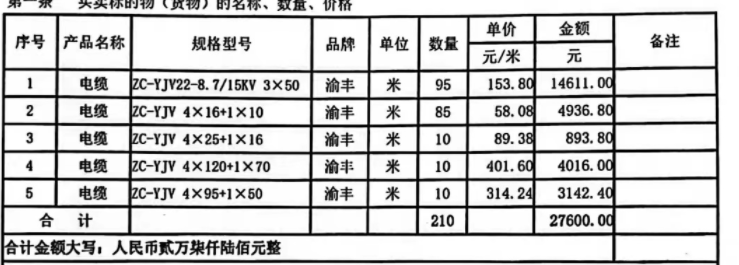 第一条 买卖标的物（货物）的名称、数量、价格
序号 产品名称 规格型号 品牌 单位 数量 单价 金额 备注
元/米 元
1 电缆 ZC-YJV22-8.7/15KV 3×50 渝丰 米 95 153.80 14611.00
2 电缆 ZC-YJV 4×16+1×10 渝丰 米 85 58.08 4936.80
3 电缆 ZC-YJV 4×25+1×16 渝丰 米 10 89.38 893.80
4 电缆 ZC-YJV 4×120+1×70 渝丰 米 10 401.60 4016.00
5 电缆 ZC-YJV 4×95+1×50 渝丰 米 10 314.24 3142.40
合 计 210 27600.00
合计金额大写：人民币贰万柒仟陆佰元整